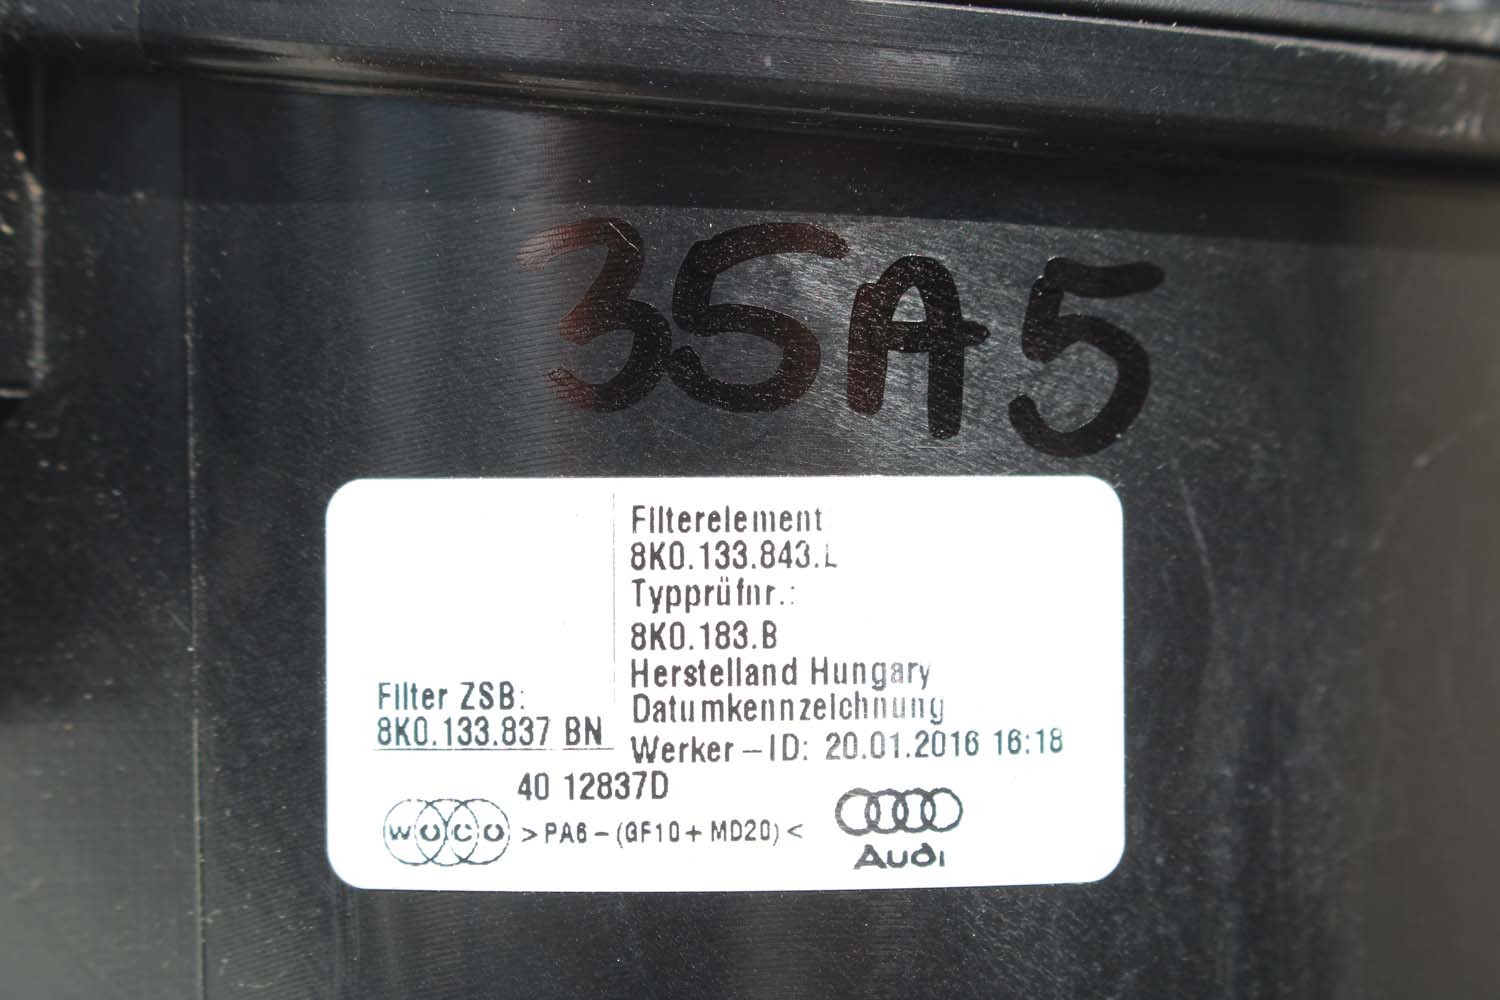 35A5
Filterelement
8K0.133.843.L
Typprüfnr.:
8K0.183.B
Herstelland Hungary
Datumkennzeichnung
Werker-ID: 20.01.2016 16:18
Filter ZSB:
8K0.133.837 BN
40 12837D
WOCO >PA6-(GF10+MD20)<
Audi